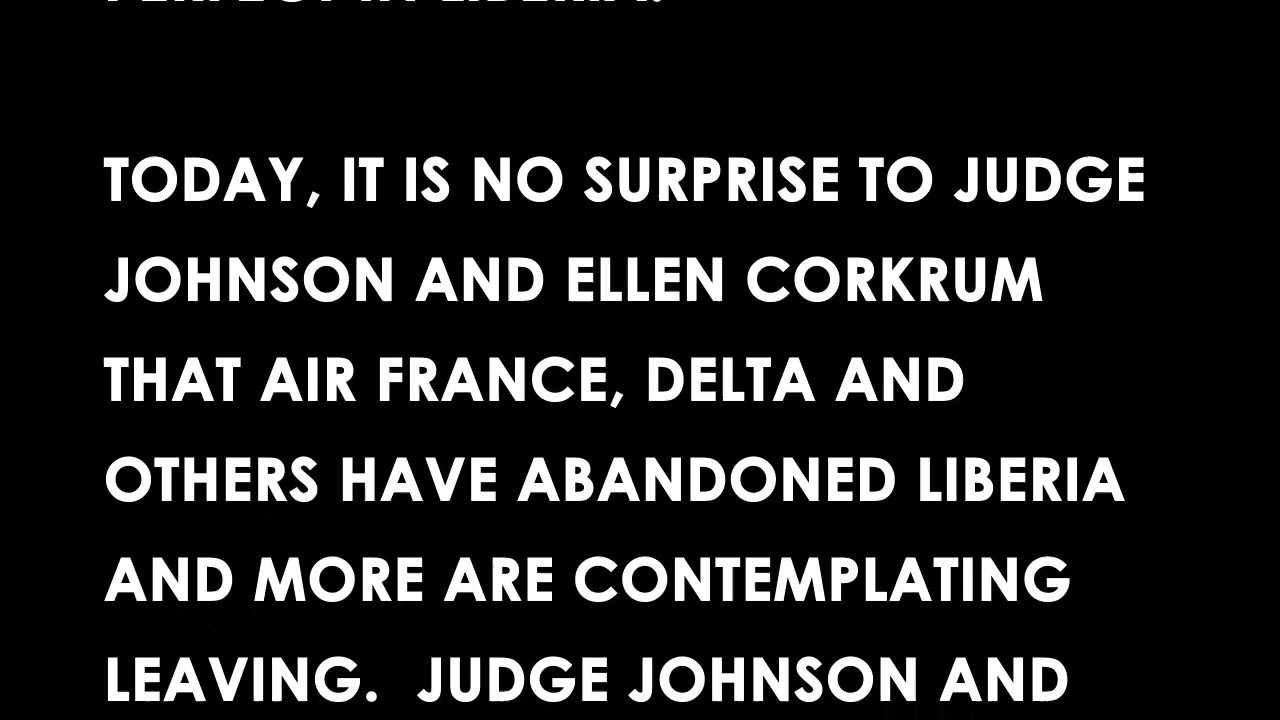 TODAY, IT IS NO SURPRISE TO JUDGE
JOHNSON AND ELLEN CORKRUM
THAT AIR FRANCE, DELTA AND
OTHERS HAVE ABANDONED LIBERIA
AND MORE ARE CONTEMPLATING
LEAVING.  JUDGE JOHNSON AND